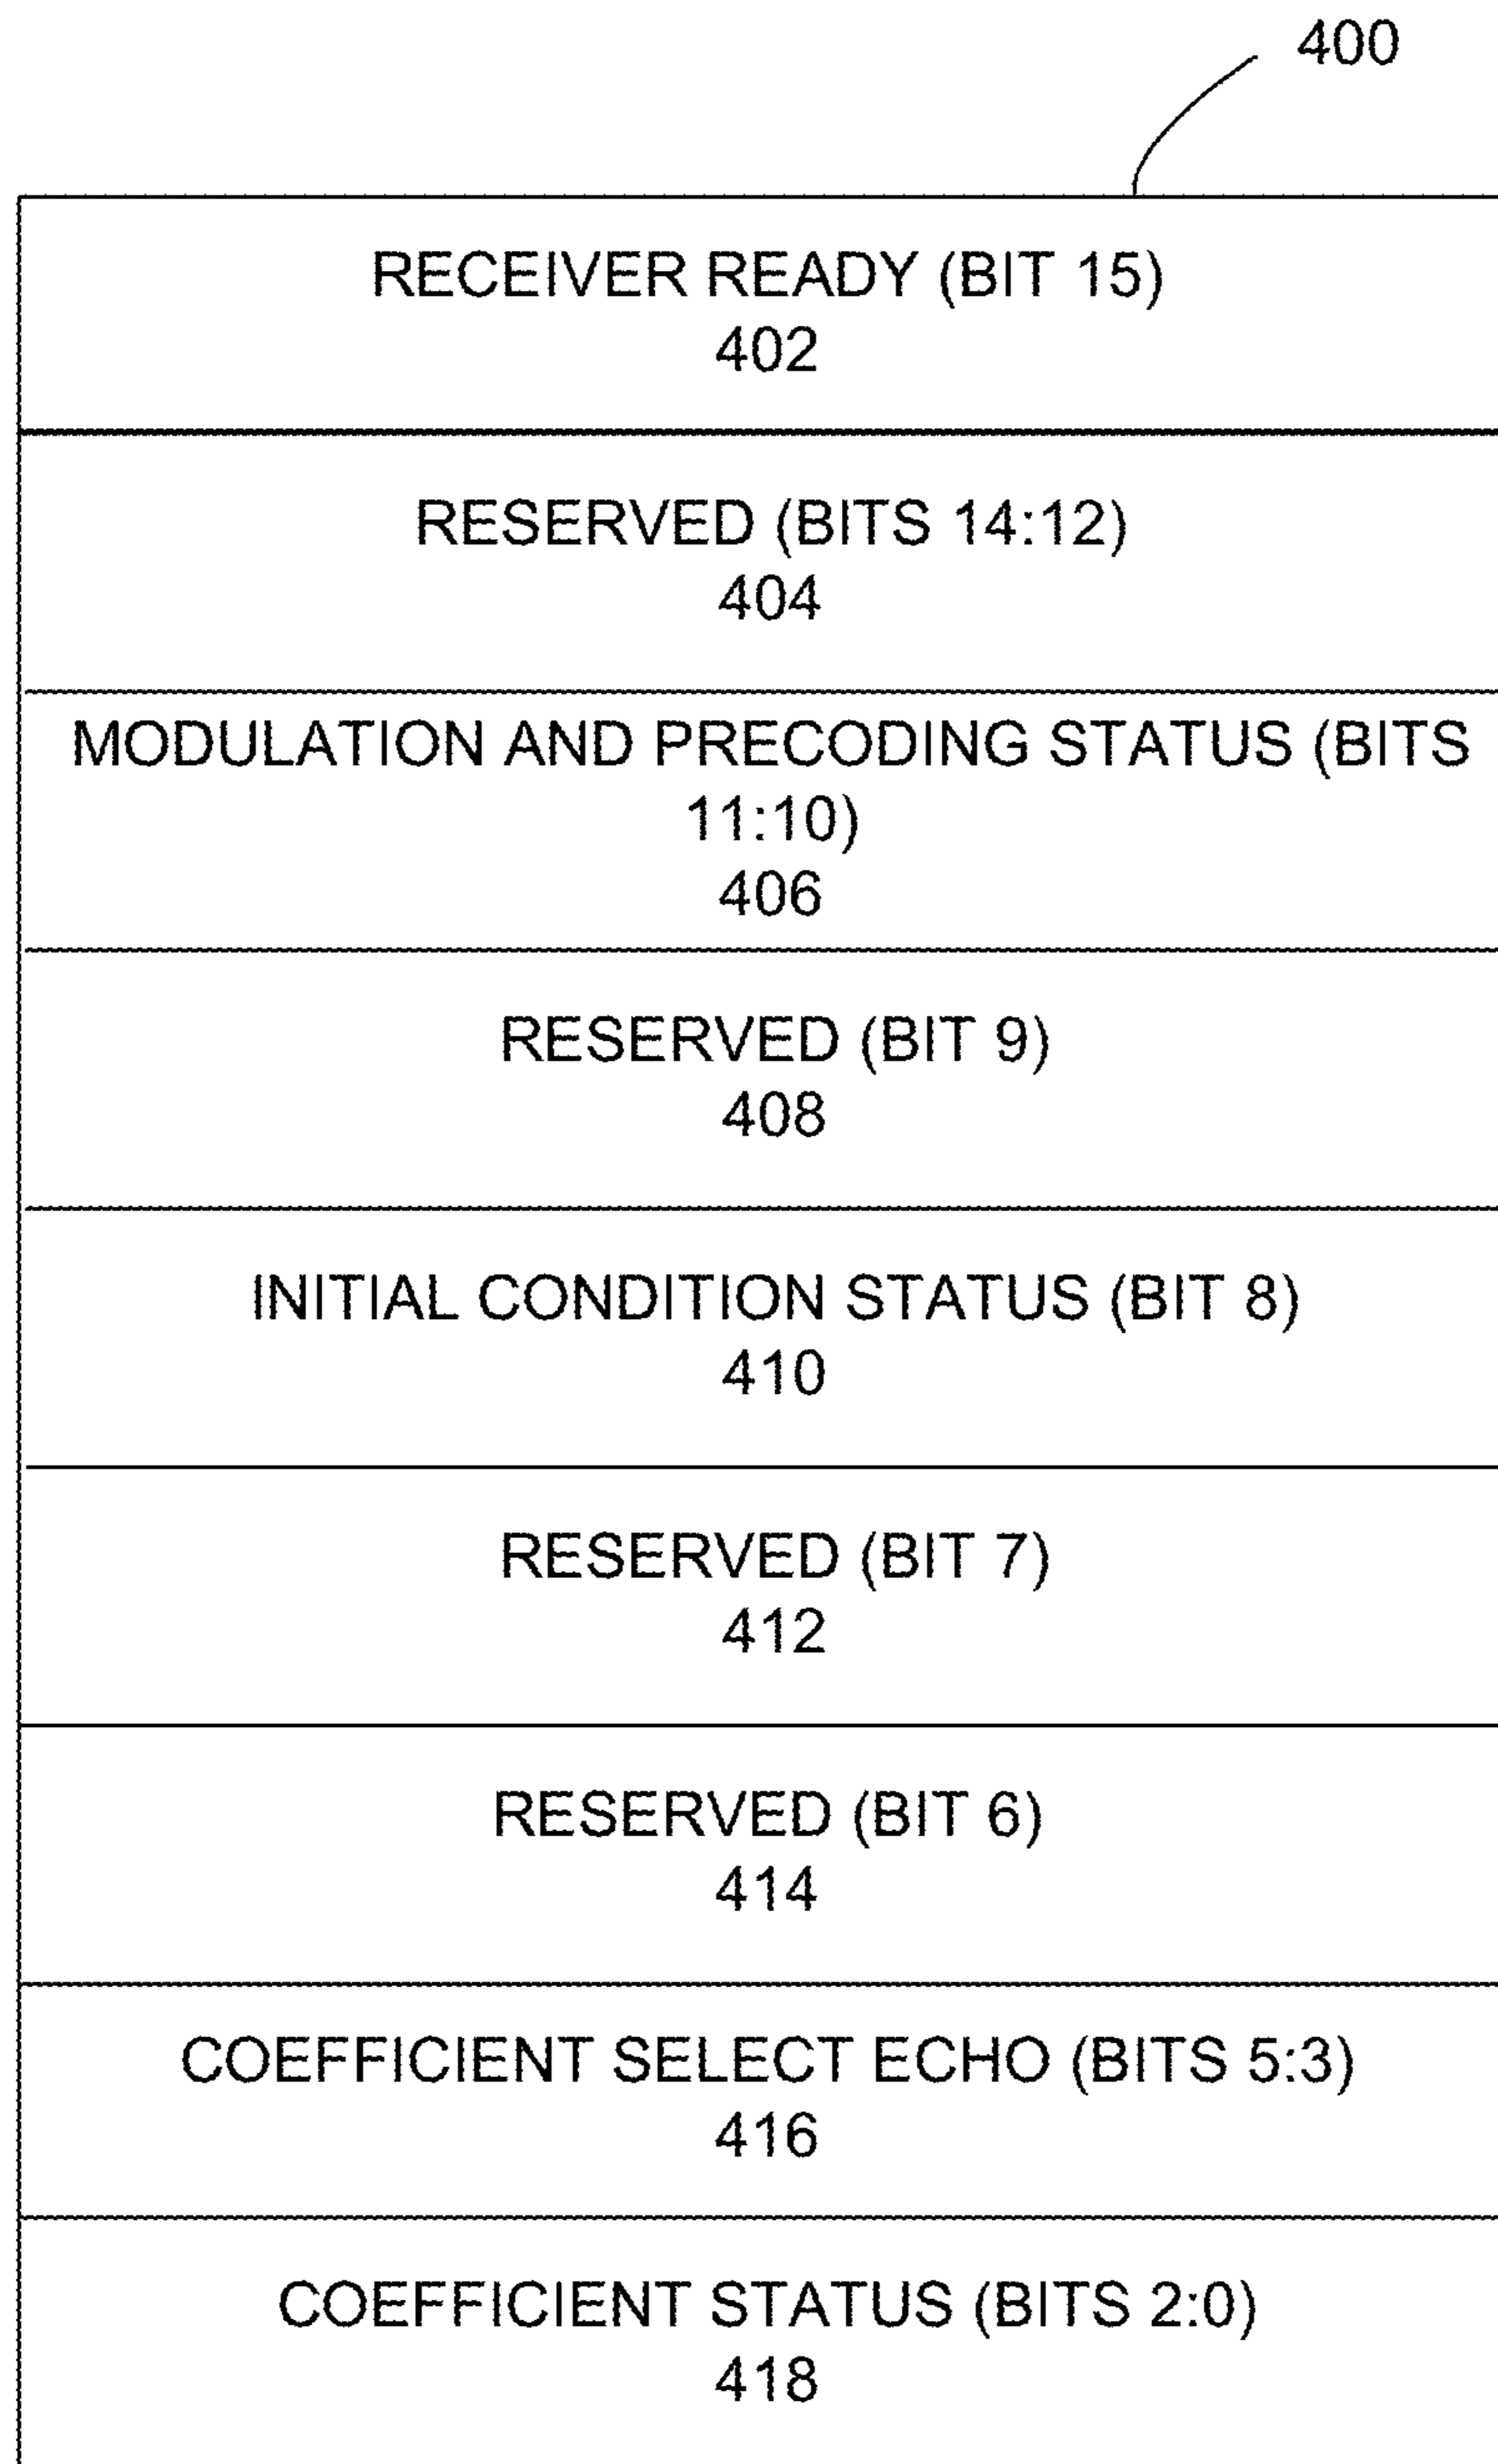 400
RECEIVER READY (BIT 15)
402
RESERVED (BITS 14:12)
404
MODULATION AND PRECODING STATUS (BITS
11:10)
406
RESERVED (BIT 9)
408
INITIAL CONDITION STATUS (BIT 8)
410
RESERVED (BIT 7)
412
RESERVED (BIT 6)
414
COEFFICIENT SELECT ECHO (BITS 5:3)
416
COEFFICIENT STATUS (BITS 2:0)
418